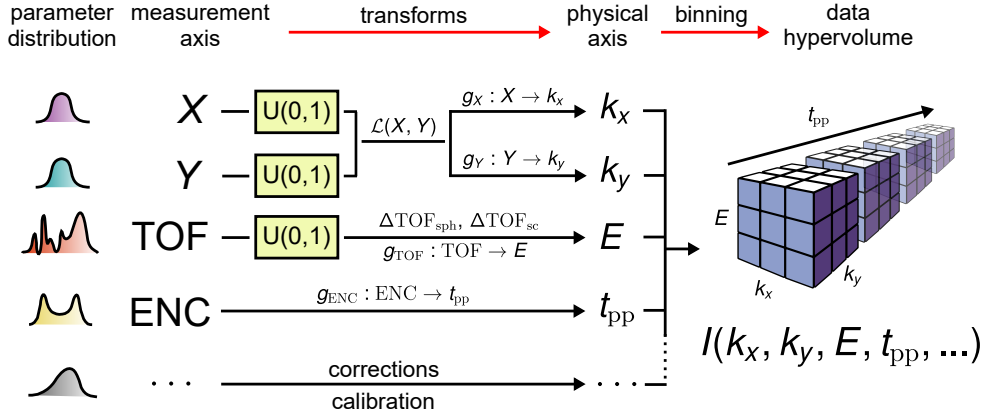 parameter distribution
measurement axis
transforms
physical axis
binning
data hypervolume
X
U(0,1)
ℒ(X, Y)
g_X : X → k_x
k_x
Y
U(0,1)
g_Y : Y → k_y
k_y
TOF
U(0,1)
ΔTOF_sph, ΔTOF_sc
g_TOF : TOF → E
E
ENC
g_ENC : ENC → t_pp
t_pp
· · ·
corrections
calibration
· · ·
t_pp
E
k_x
k_y
I(k_x, k_y, E, t_pp, ...)